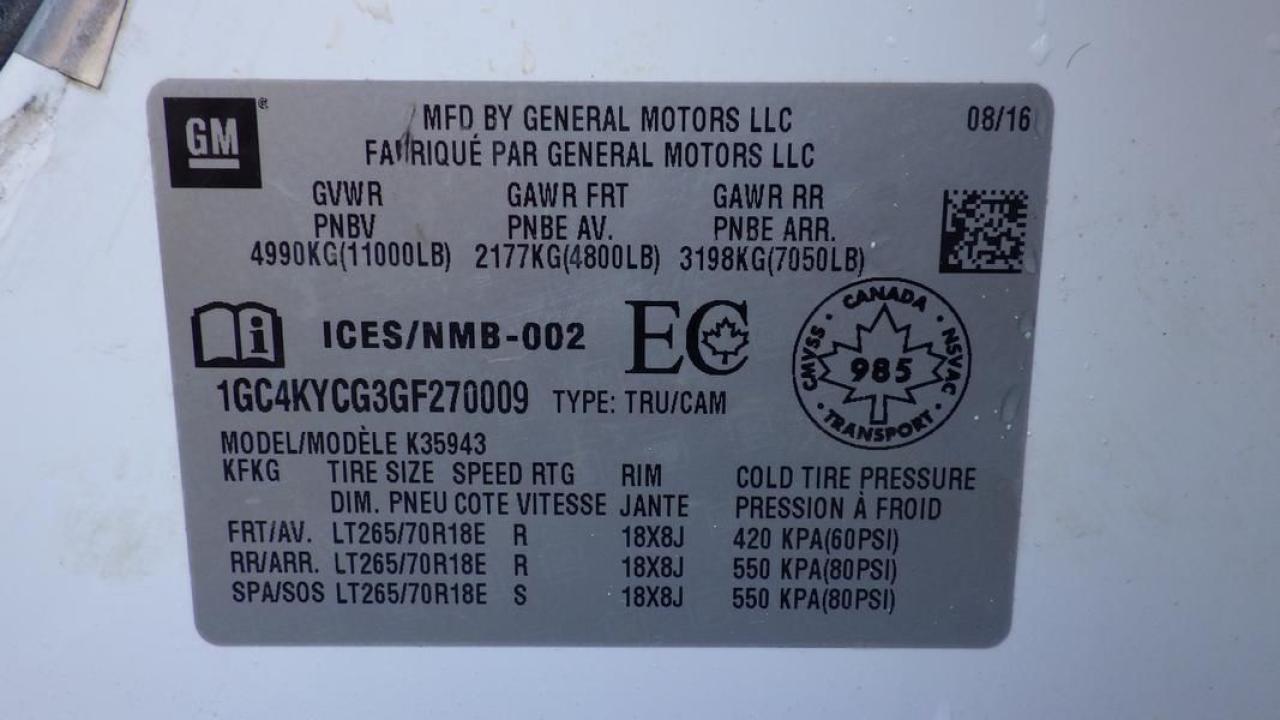 GM ®
MFD BY GENERAL MOTORS LLC 08/16
FABRIQUÉ PAR GENERAL MOTORS LLC
GVWR GAWR FRT GAWR RR
PNBV PNBE AV. PNBE ARR.
4990KG(11000LB) 2177KG(4800LB) 3198KG(7050LB)
i ICES/NMB-002 EC
CANADA
CMVSS 985 NSVAC
TRANSPORT
1GC4KYCG3GF270009 TYPE: TRU/CAM
MODEL/MODÈLE K35943
KFKG TIRE SIZE SPEED RTG RIM COLD TIRE PRESSURE
DIM. PNEU COTE VITESSE JANTE PRESSION À FROID
FRT/AV. LT265/70R18E R 18X8J 420 KPA(60PSI)
RR/ARR. LT265/70R18E R 18X8J 550 KPA(80PSI)
SPA/SOS LT265/70R18E S 18X8J 550 KPA(80PSI)